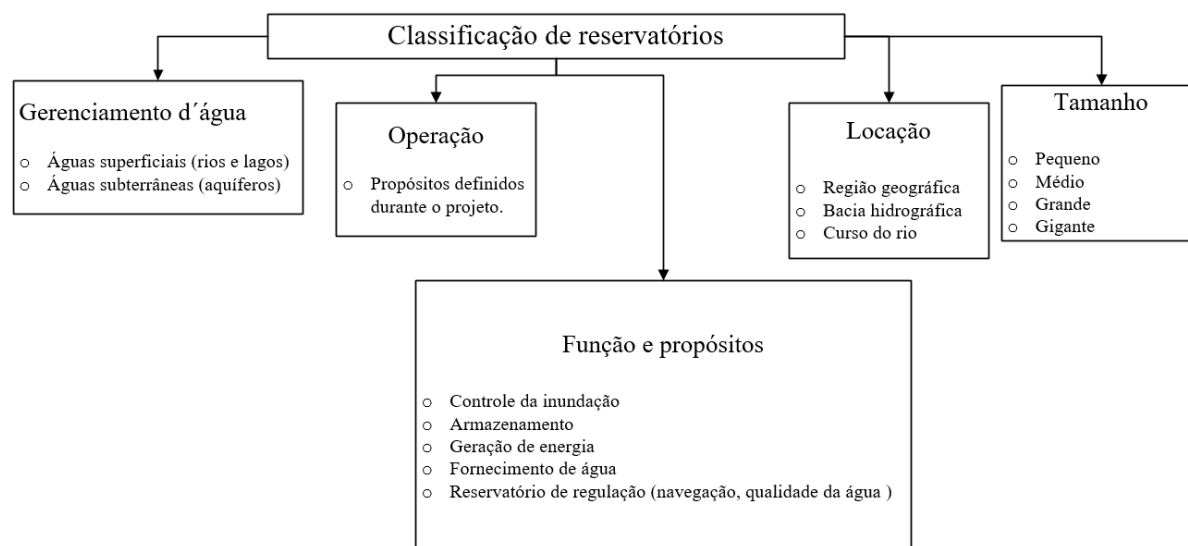 Classificação de reservatórios
Gerenciamento d´água
o Águas superficiais (rios e lagos)
o Águas subterrâneas (aquíferos)
Operação
o Propósitos definidos
durante o projeto.
Locação
o Região geográfica
o Bacia hidrográfica
o Curso do rio
Tamanho
o Pequeno
o Médio
o Grande
o Gigante
Função e propósitos
o Controle da inundação
o Armazenamento
o Geração de energia
o Fornecimento de água
o Reservatório de regulação (navegação, qualidade da água )